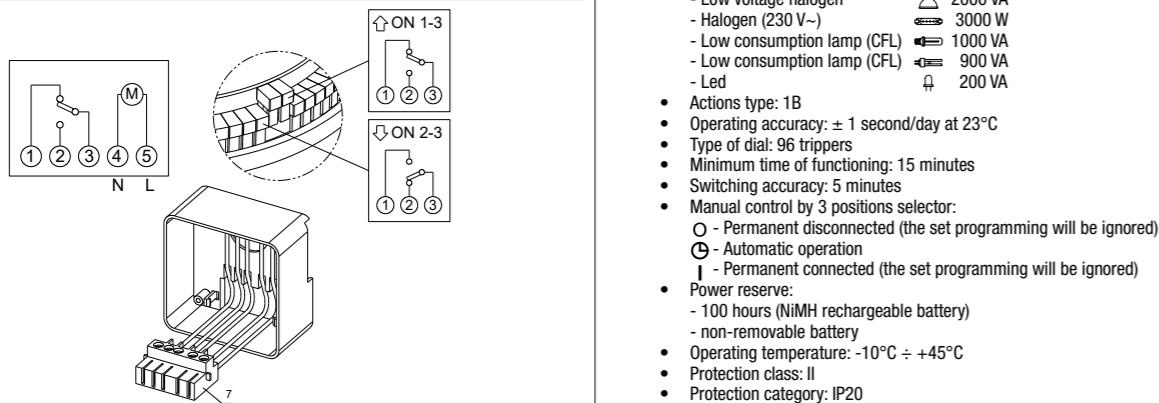 ON 1-3
1 2 3
M
1 2 3 4 5
N L
ON 2-3
1 2 3
7
- Low voltage halogen 2000 VA
- Halogen (230 V~) 3000 W
- Low consumption lamp (CFL) 1000 VA
- Low consumption lamp (CFL) 900 VA
- Led 200 VA
• Actions type: 1B
• Operating accuracy: ± 1 second/day at 23°C
• Type of dial: 96 trippers
• Minimum time of functioning: 15 minutes
• Switching accuracy: 5 minutes
• Manual control by 3 positions selector:
- Permanent disconnected (the set programming will be ignored)
- Automatic operation
- Permanent connected (the set programming will be ignored)
• Power reserve:
- 100 hours (NiMH rechargeable battery)
- non-removable battery
• Operating temperature: -10°C ÷ +45°C
• Protection class: II
• Protection category: IP20